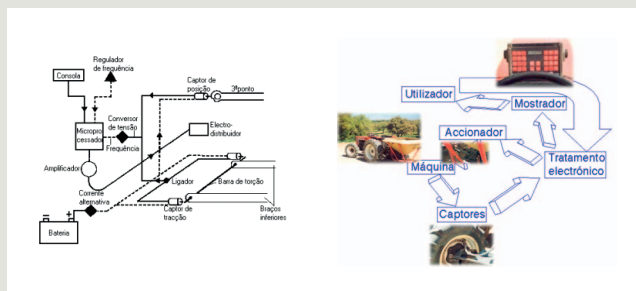 Regulador
de frequência
Consola
Captor de
posição
3ºponto
Conversor
de tensão
Micropro
cessador
Frequência
Electro-
distribuidor
Amplificador
Ligador
Barra de torção
Corrente
alternativa
Captor de
tracção
Braços
inferiores
Bateria
Utilizador
Mostrador
Accionador
Máquina
Tratamento
electrónico
Captores